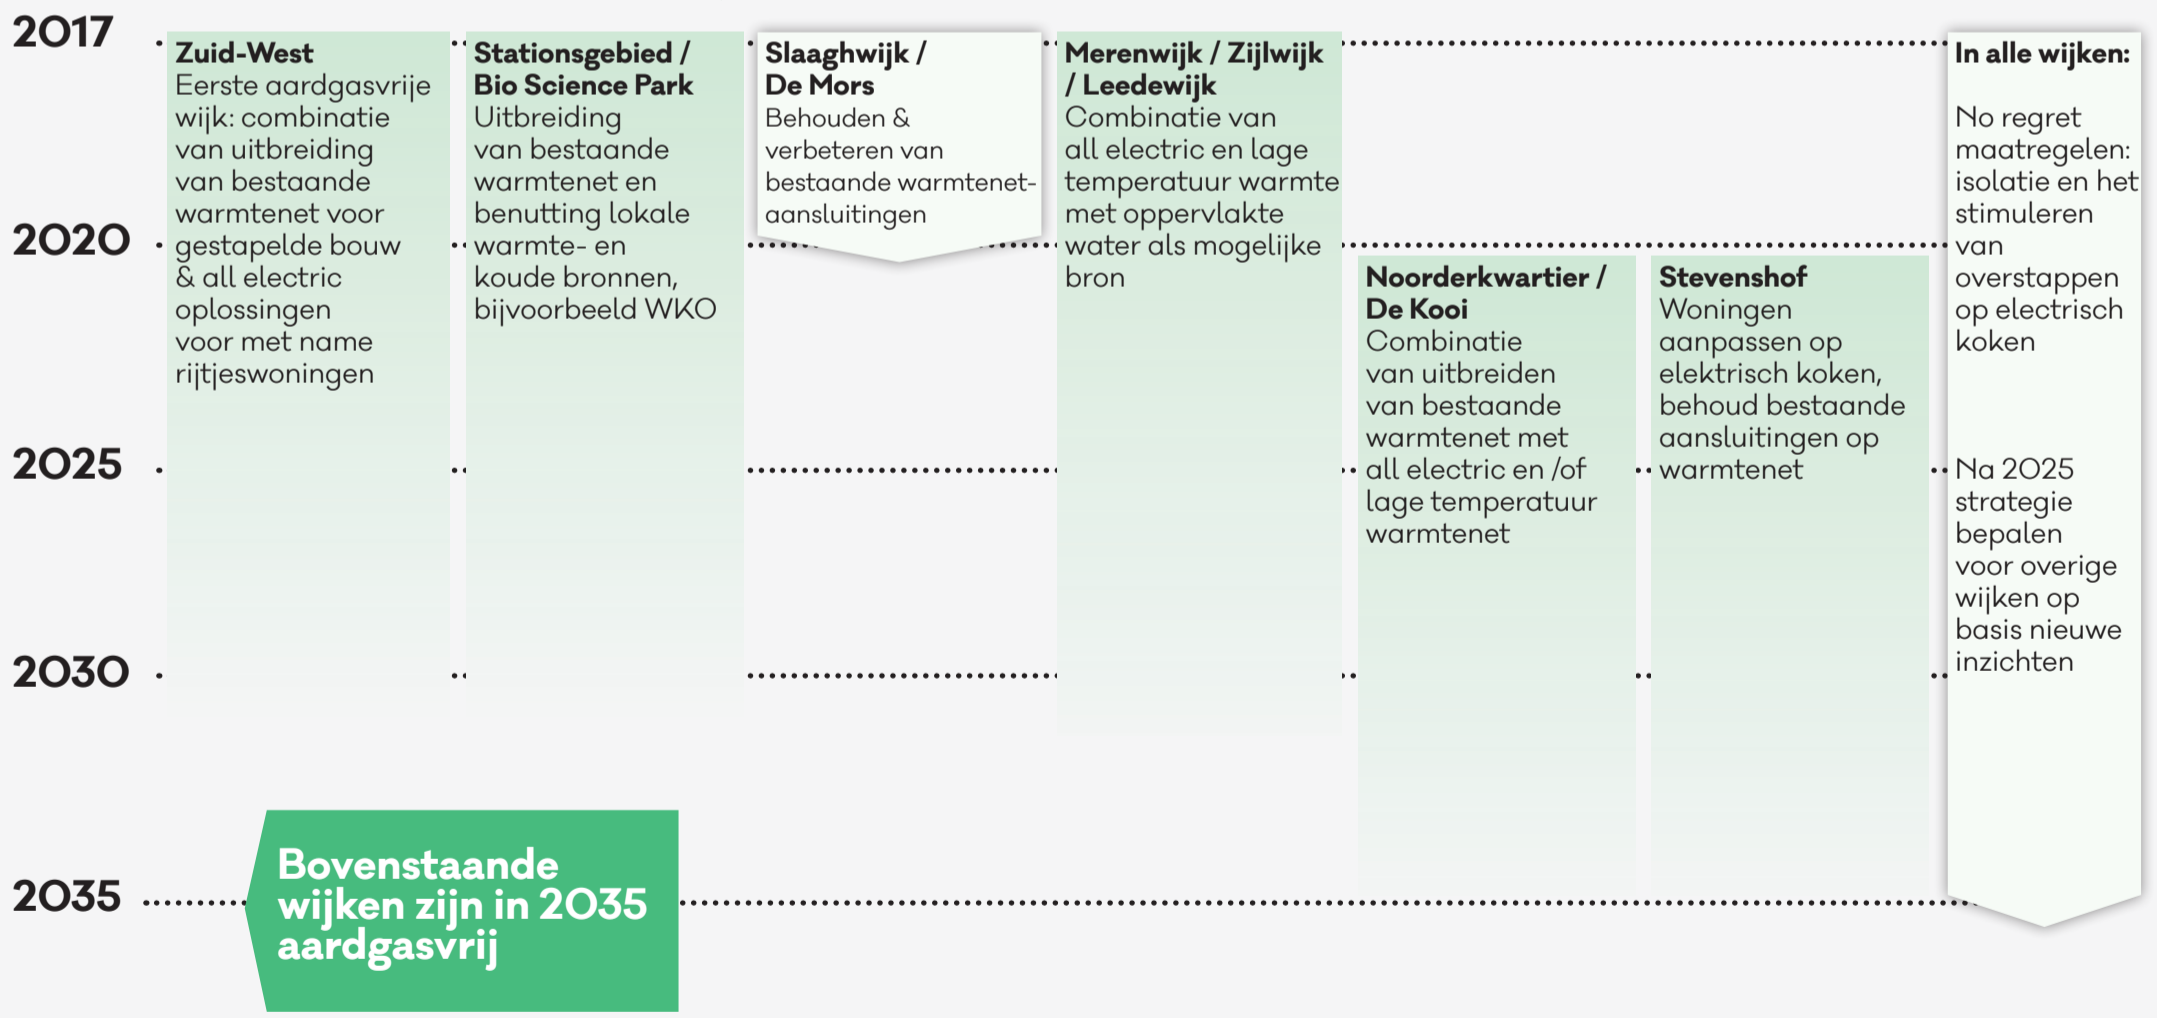 2017
2020
2025
2030
2035
Zuid-West
Eerste aardgasvrije
wijk: combinatie
van uitbreiding
van bestaande
warmtenet voor
gestapelde bouw
& all electric
oplossingen
voor met name
rijtjeswoningen
Stationsgebied /
Bio Science Park
Uitbreiding
van bestaande
warmtenet en
benutting lokale
warmte- en
koude bronnen,
bijvoorbeeld WKO
Slaaghwijk /
De Mors
Behouden &
verbeteren van
bestaande warmtenet-
aansluitingen
Merenwijk / Zijlwijk
/ Leedewijk
Combinatie van
all electric en lage
temperatuur warmte
met oppervlakte
water als mogelijke
bron
Noorderkwartier /
De Kooi
Combinatie
van uitbreiden
van bestaande
warmtenet met
all electric en /of
lage temperatuur
warmtenet
Stevenshof
Woningen
aanpassen op
elektrisch koken,
behoud bestaande
aansluitingen op
warmtenet
In alle wijken:
No regret
maatregelen:
isolatie en het
stimuleren
van
overstappen
op electrisch
koken
Na 2025
strategie
bepalen
voor overige
wijken op
basis nieuwe
inzichten
Bovenstaande
wijken zijn in 2035
aardgasvrij